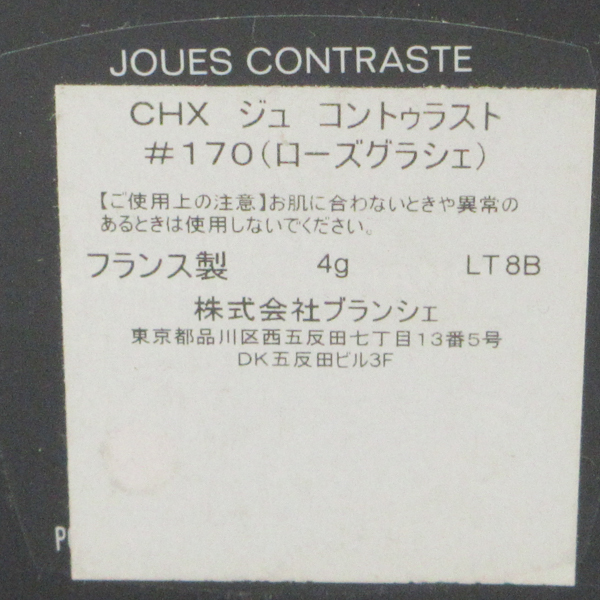 JOUES CONTRASTE
CHX ジュ コントゥラスト
#170(ローズグラシェ)
【ご使用上の注意】お肌に合わないときや異常の
あるときは使用しないでください。
フランス製 4g LT8B
株式会社ブランシェ
東京都品川区西五反田七丁目13番5号
DK五反田ビル3F